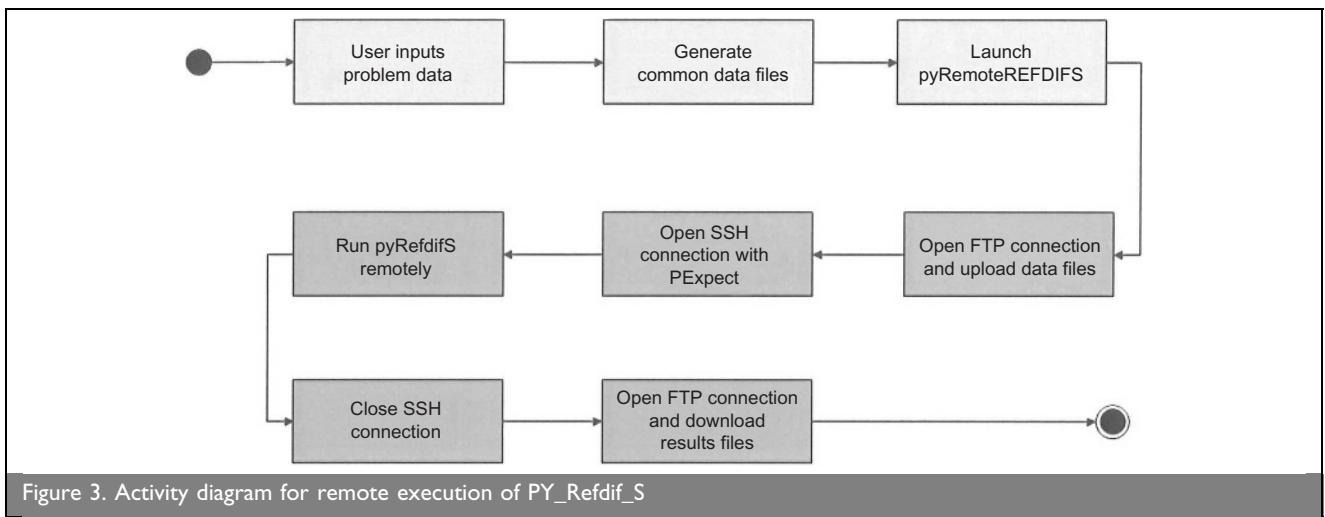 User inputs
problem data
Generate
common data files
Launch
pyRemoteREFDIFS
Run pyRefdifS
remotely
Open SSH
connection with
PExpect
Open FTP connection
and upload data files
Close SSH
connection
Open FTP connection
and download
results files
Figure 3. Activity diagram for remote execution of PY_Refdif_S